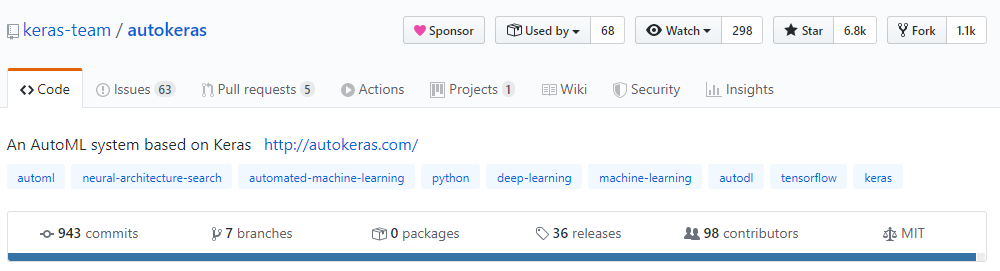 keras-team / autokeras Sponsor Used by 68 Watch 298 Star 6.8k Fork 1.1k
Code Issues 63 Pull requests 5 Actions Projects 1 Wiki Security Insights
An AutoML system based on Keras http://autokeras.com/
automl neural-architecture-search automated-machine-learning python deep-learning machine-learning autodl tensorflow keras
943 commits 7 branches 0 packages 36 releases 98 contributors MIT